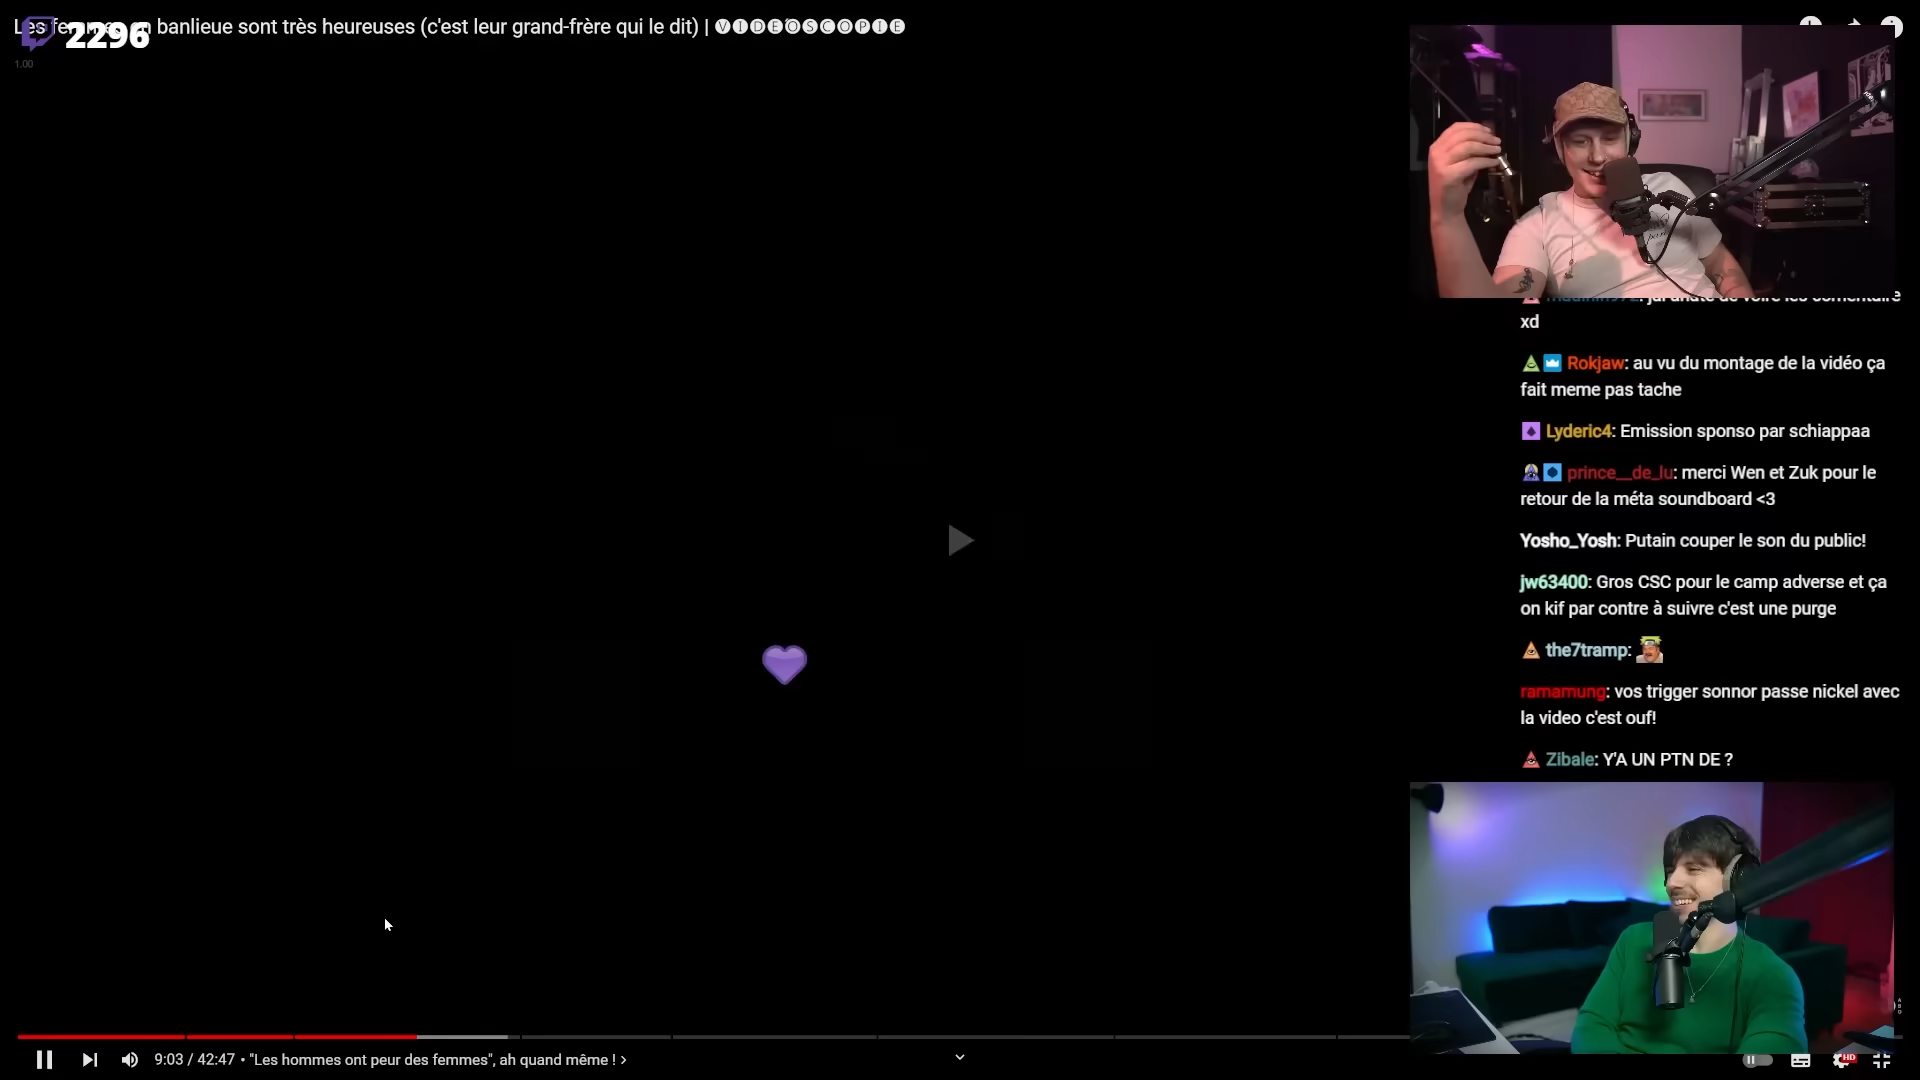 Les femmes en banlieue sont très heureuses (c'est leur grand-frère qui le dit) | VIDÉOSCOPIE
2296
1.00
xd
Rokjaw: au vu du montage de la vidéo ça
fait meme pas tache
Lyderic4: Emission sponso par schiappaa
prince__de_lu: merci Wen et Zuk pour le
retour de la méta soundboard <3
Yosho_Yosh: Putain couper le son du public!
jw63400: Gros CSC pour le camp adverse et ça
on kif par contre à suivre c'est une purge
the7tramp:
ramamung: vos trigger sonnor passe nickel avec
la video c'est ouf!
Zibale: Y'A UN PTN DE ?
9:03 / 42:47 • "Les hommes ont peur des femmes", ah quand même ! ›
HD